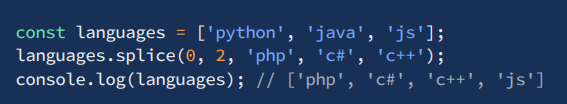 const languages = ['python', 'java', 'js'];
languages.splice(0, 2, 'php', 'c#', 'c++');
console.log(languages); // ['php', 'c#', 'c++', 'js']